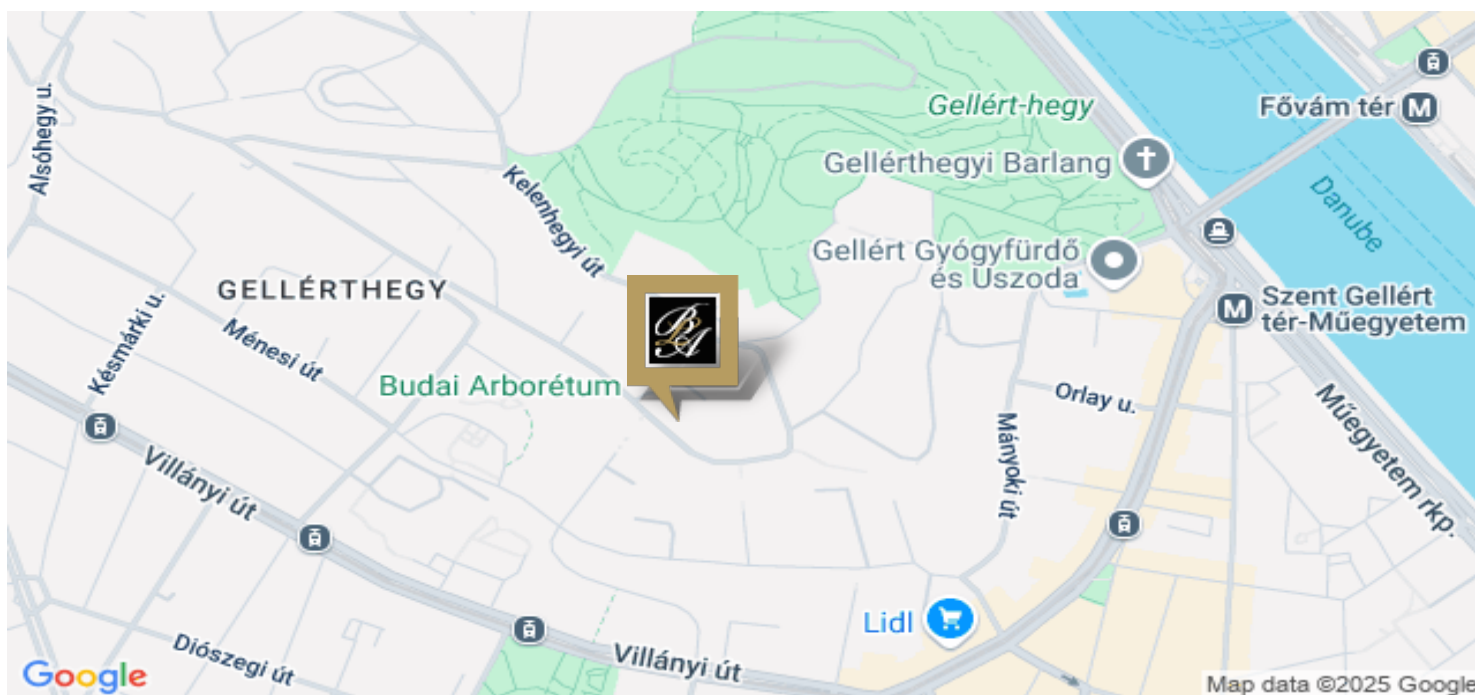 Alsóhegy u.
Gellért-hegy
Fővám tér
M
Gellérthegyi Barlang
Kelenhegyi út
Danube
Gellért Gyógyfürdő
és Uszoda
GELLÉRTHEGY
M
Szent Gellért
tér-Műegyetem
Késmárki u.
Ménesi út
Budai Arborétum
Orlay u.
Mányoki út
Műegyetem rkp.
Villányi út
Lidl
Diószegi út
Villányi út
Google
Map data ©2025 Google